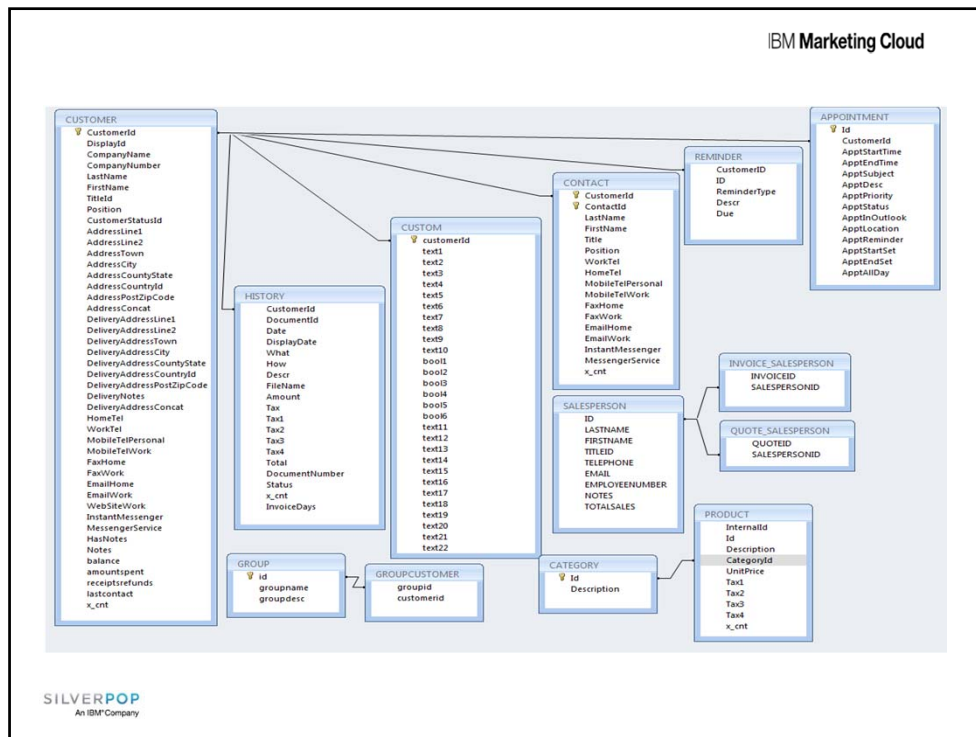 IBM Marketing Cloud
CUSTOMER
CustomerId
DisplayId
CompanyName
CompanyNumber
LastName
FirstName
TitleId
Position
CustomerStatusId
AddressLine1
AddressLine2
AddressTown
AddressCity
AddressCountyState
AddressCountryId
AddressPostZipCode
AddressConcat
DeliveryAddressLine1
DeliveryAddressLine2
DeliveryAddressTown
DeliveryAddressCity
DeliveryAddressCountyState
DeliveryAddressCountryId
DeliveryAddressPostZipCode
DeliveryNotes
DeliveryAddressConcat
HomeTel
WorkTel
MobileTelPersonal
MobileTelWork
FaxHome
FaxWork
EmailHome
EmailWork
WebSiteWork
InstantMessenger
MessengerService
HasNotes
Notes
balance
amountspent
receiptsrefunds
lastcontact
x_cnt
HISTORY
CustomerId
DocumentId
Date
DisplayDate
What
How
Descr
FileName
Amount
Tax
Tax1
Tax2
Tax3
Tax4
Total
DocumentNumber
Status
x_cnt
InvoiceDays
GROUP
id
groupname
groupdesc
GROUPCUSTOMER
groupid
customerid
CUSTOM
customerId
text1
text2
text3
text4
text5
text6
text7
text8
text9
text10
bool1
bool2
bool3
bool4
bool5
bool6
text11
text12
text13
text14
text15
text16
text17
text18
text19
text20
text21
text22
CONTACT
CustomerId
ContactId
LastName
FirstName
Title
Position
WorkTel
HomeTel
MobileTelPersonal
MobileTelWork
FaxHome
FaxWork
EmailHome
EmailWork
InstantMessenger
MessengerService
x_cnt
SALESPERSON
ID
LASTNAME
FIRSTNAME
TITLEID
TELEPHONE
EMAIL
EMPLOYEENUMBER
NOTES
TOTALSALES
CATEGORY
Id
Description
REMINDER
CustomerID
ID
ReminderType
Descr
Due
APPOINTMENT
Id
CustomerId
ApptStartTime
ApptEndTime
ApptSubject
ApptDesc
ApptPriority
ApptStatus
ApptInOutlook
ApptLocation
ApptReminder
ApptStartSet
ApptEndSet
ApptAllDay
INVOICE_SALESPERSON
INVOICEID
SALESPERSONID
QUOTE_SALESPERSON
QUOTEID
SALESPERSONID
PRODUCT
InternalId
Id
Description
CategoryId
UnitPrice
Tax1
Tax2
Tax3
Tax4
x_cnt
SILVERPOP
An IBM® Company